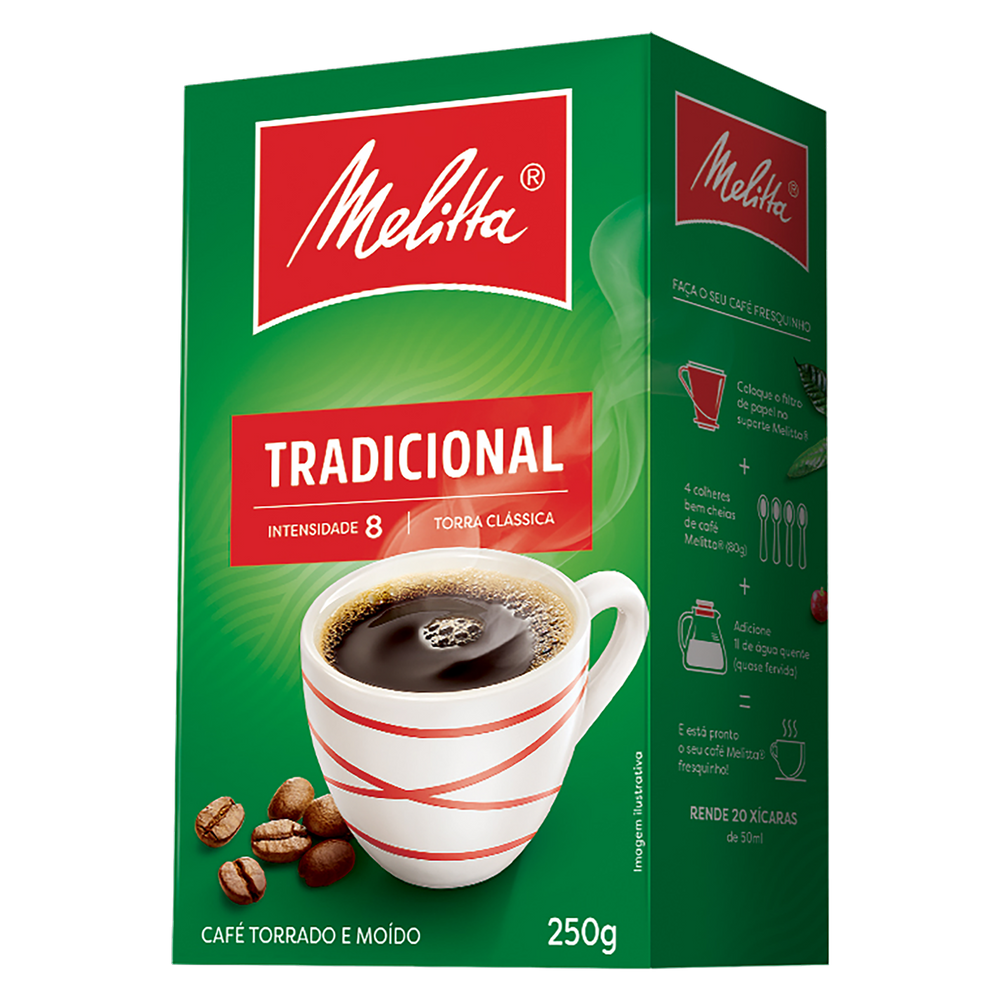 Melitta®
TRADICIONAL
INTENSIDADE 8 | TORRA CLÁSSICA
CAFÉ TORRADO E MOÍDO
250g
Imagem ilustrativa
Melitta®
FAÇA O SEU CAFÉ FRESQUINHO
Coloque o filtro
de papel no
suporte Melitta®
+
4 colheres
bem cheias
de café
Melitta® (80g)
+
Adicione
1l de água quente
(quase fervida)
=
E está pronto
o seu café Melitta®
fresquinho!
RENDE 20 XÍCARAS
de 50ml